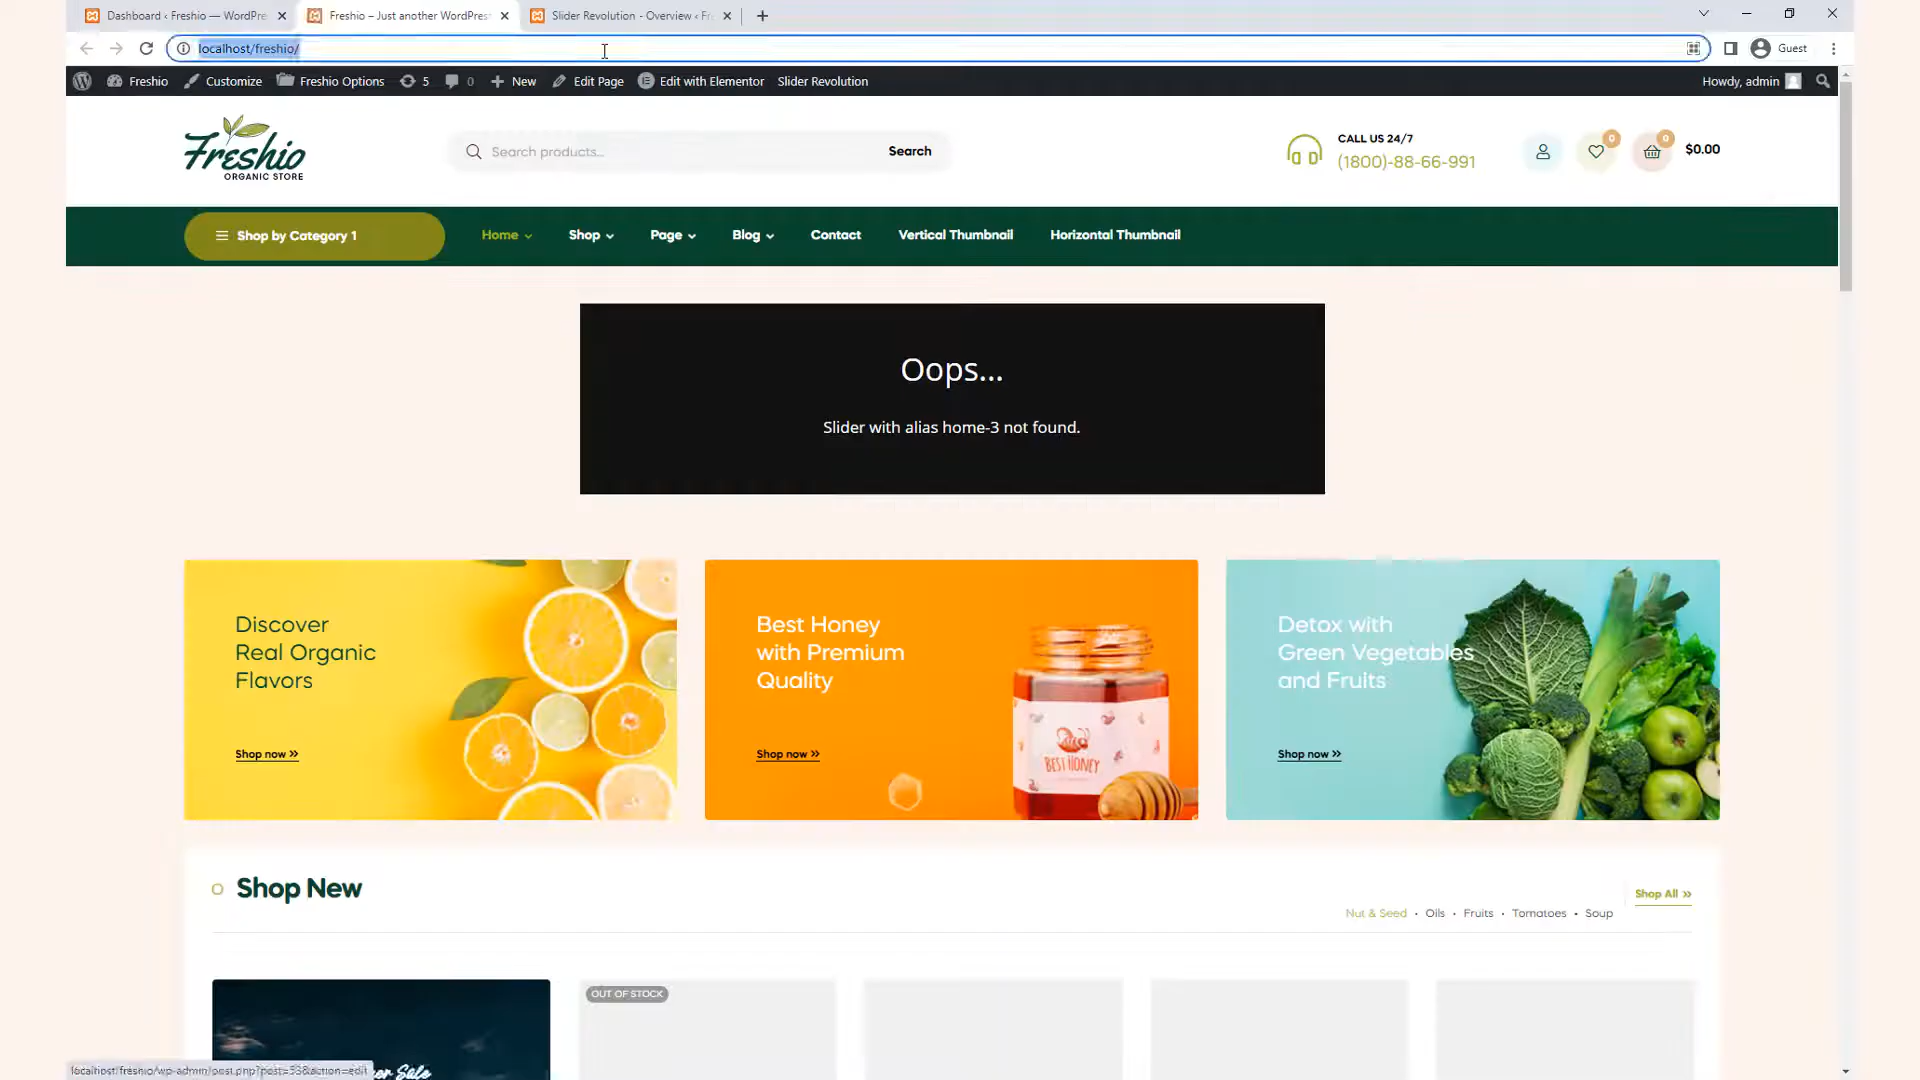 Dashboard ‹ Freshio — WordPre
Freshio – Just another WordPres
Slider Revolution - Overview ‹ Fr
localhost/freshio/
Guest
Freshio
Customize
Freshio Options
5
0
New
Edit Page
Edit with Elementor
Slider Revolution
Howdy, admin
Freshio
ORGANIC STORE
Search products...
Search
CALL US 24/7
(1800)-88-66-991
0
0
$0.00
Shop by Category 1
Home
Shop
Page
Blog
Contact
Vertical Thumbnail
Horizontal Thumbnail
Oops...
Slider with alias home-3 not found.
Discover
Real Organic
Flavors
Shop now »
Best Honey
with Premium
Quality
Shop now »
BEST HONEY
Detox with
Green Vegetables
and Fruits
Shop now »
Shop New
Shop All »
Nut & Seed • Oils • Fruits • Tomatoes • Soup
OUT OF STOCK
Sale
localhost/freshio/wp-admin/post.php?post=53&action=edit